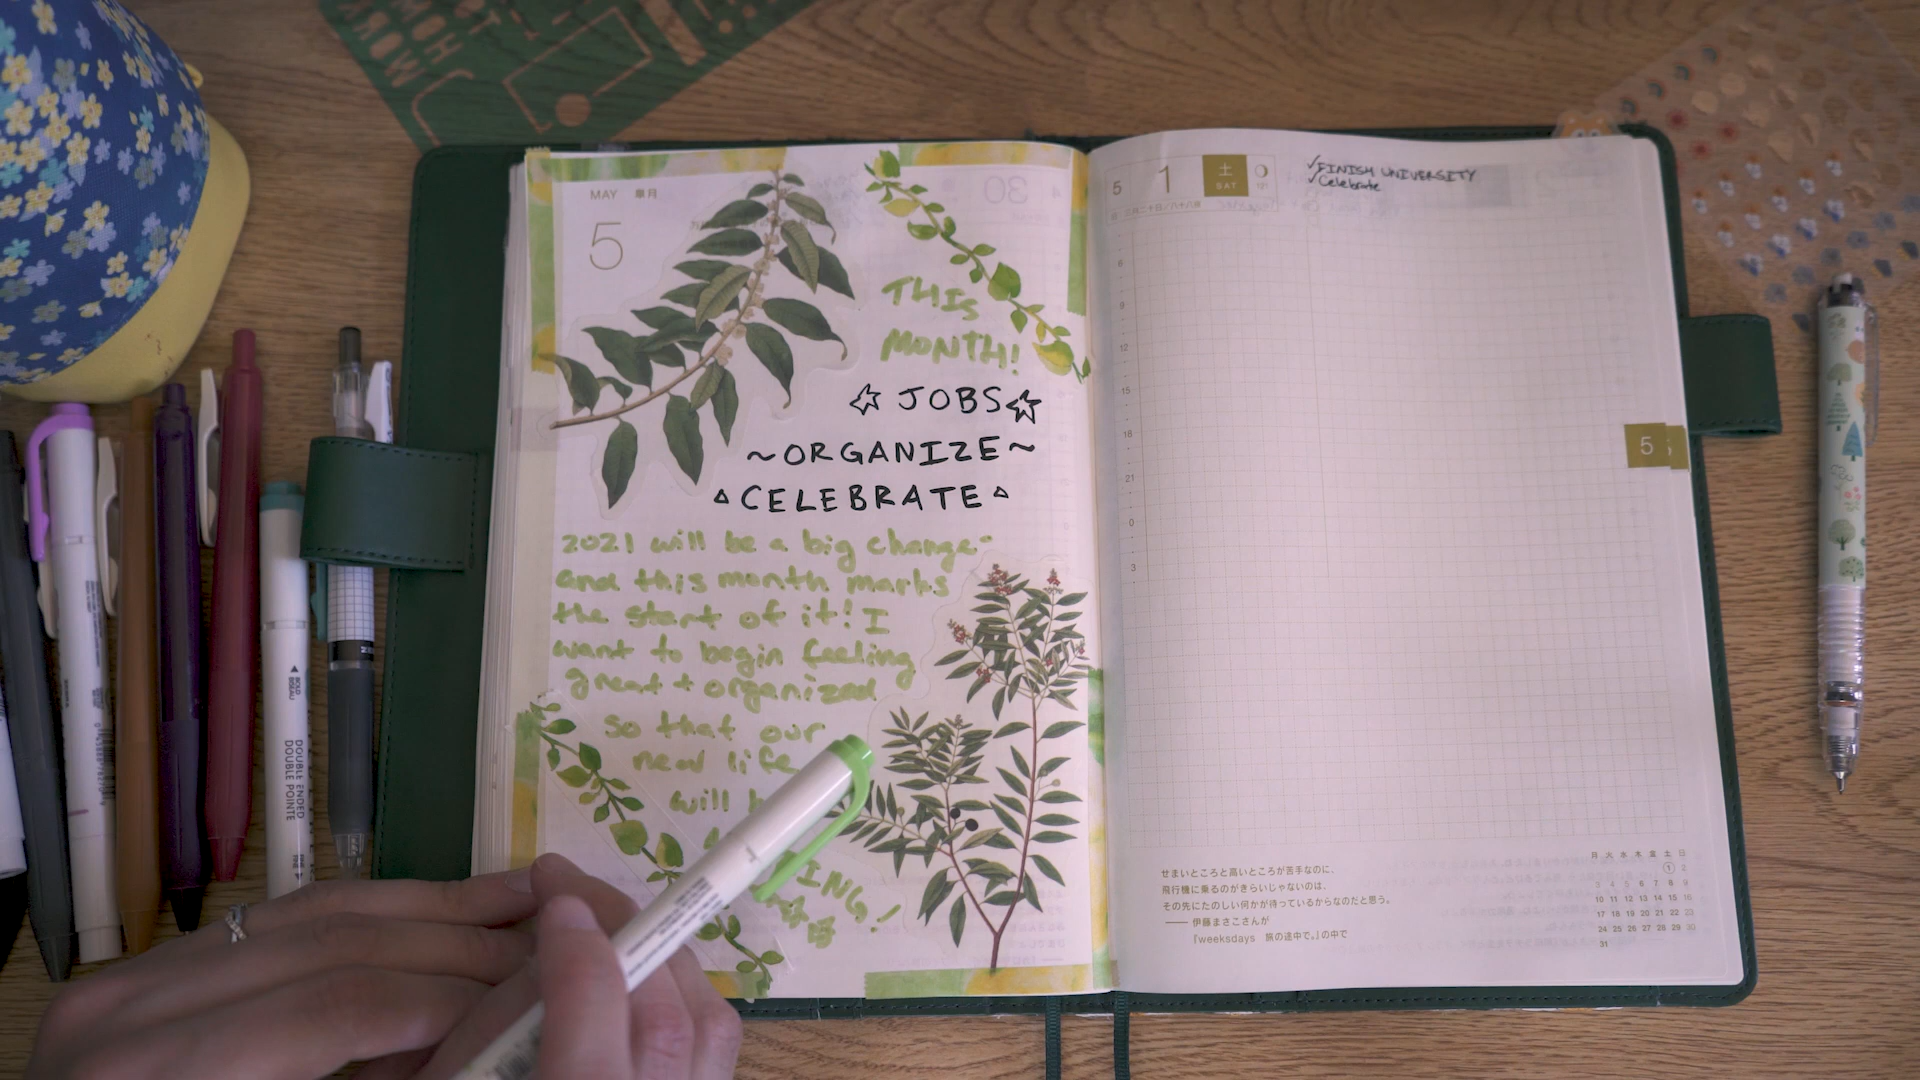 MAY 皐月
5
THIS
MONTH!
JOBS
~ORGANIZE~
CELEBRATE
2021 will be a big change-
and this month marks
the start of it! I
want to begin feeling
great + organized
so that our
new life
will
ING!
5 1 土
SAT
✓FINISH UNIVERSITY
✓Celebrate
6
9
12
15
18
21
0
3
5
せまいところと高いところが苦手なのに、
飛行機に乗るのがきらいじゃないのは、
その先にたのしい何かが待っているからなのだと思う。
―― 伊藤まさこさんが
『weeksdays 旅の途中で。』の中で
月 火 水 木 金 土 日
1 2
3 4 5 6 7 8 9
10 11 12 13 14 15 16
17 18 19 20 21 22 23
24 25 26 27 28 29 30
31
DOUBLE ENDED
DOUBLE POINTE
WORK
HOM